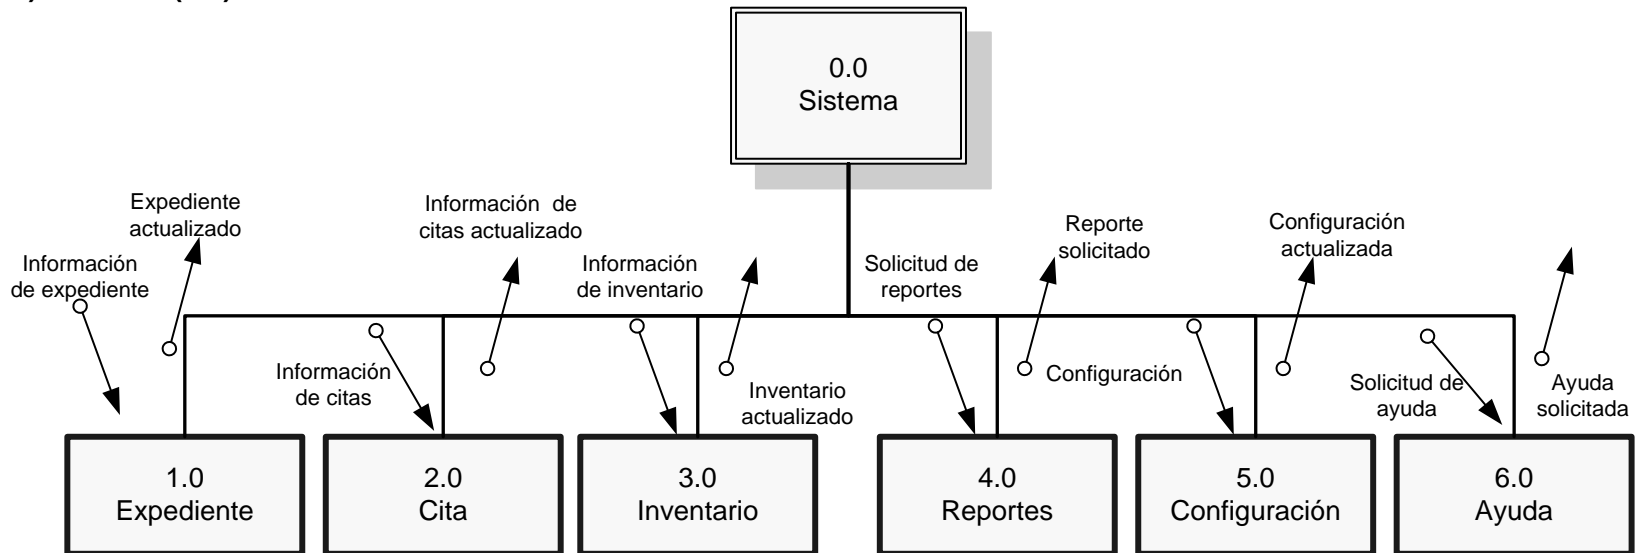 0.0
Sistema
Expediente
actualizado
Información de
citas actualizado
Reporte
solicitado
Configuración
actualizada
Información
de expediente
Información
de inventario
Solicitud de
reportes
Información
de citas
Inventario
actualizado
Configuración
Solicitud de
ayuda
Ayuda
solicitada
1.0
Expediente
2.0
Cita
3.0
Inventario
4.0
Reportes
5.0
Configuración
6.0
Ayuda